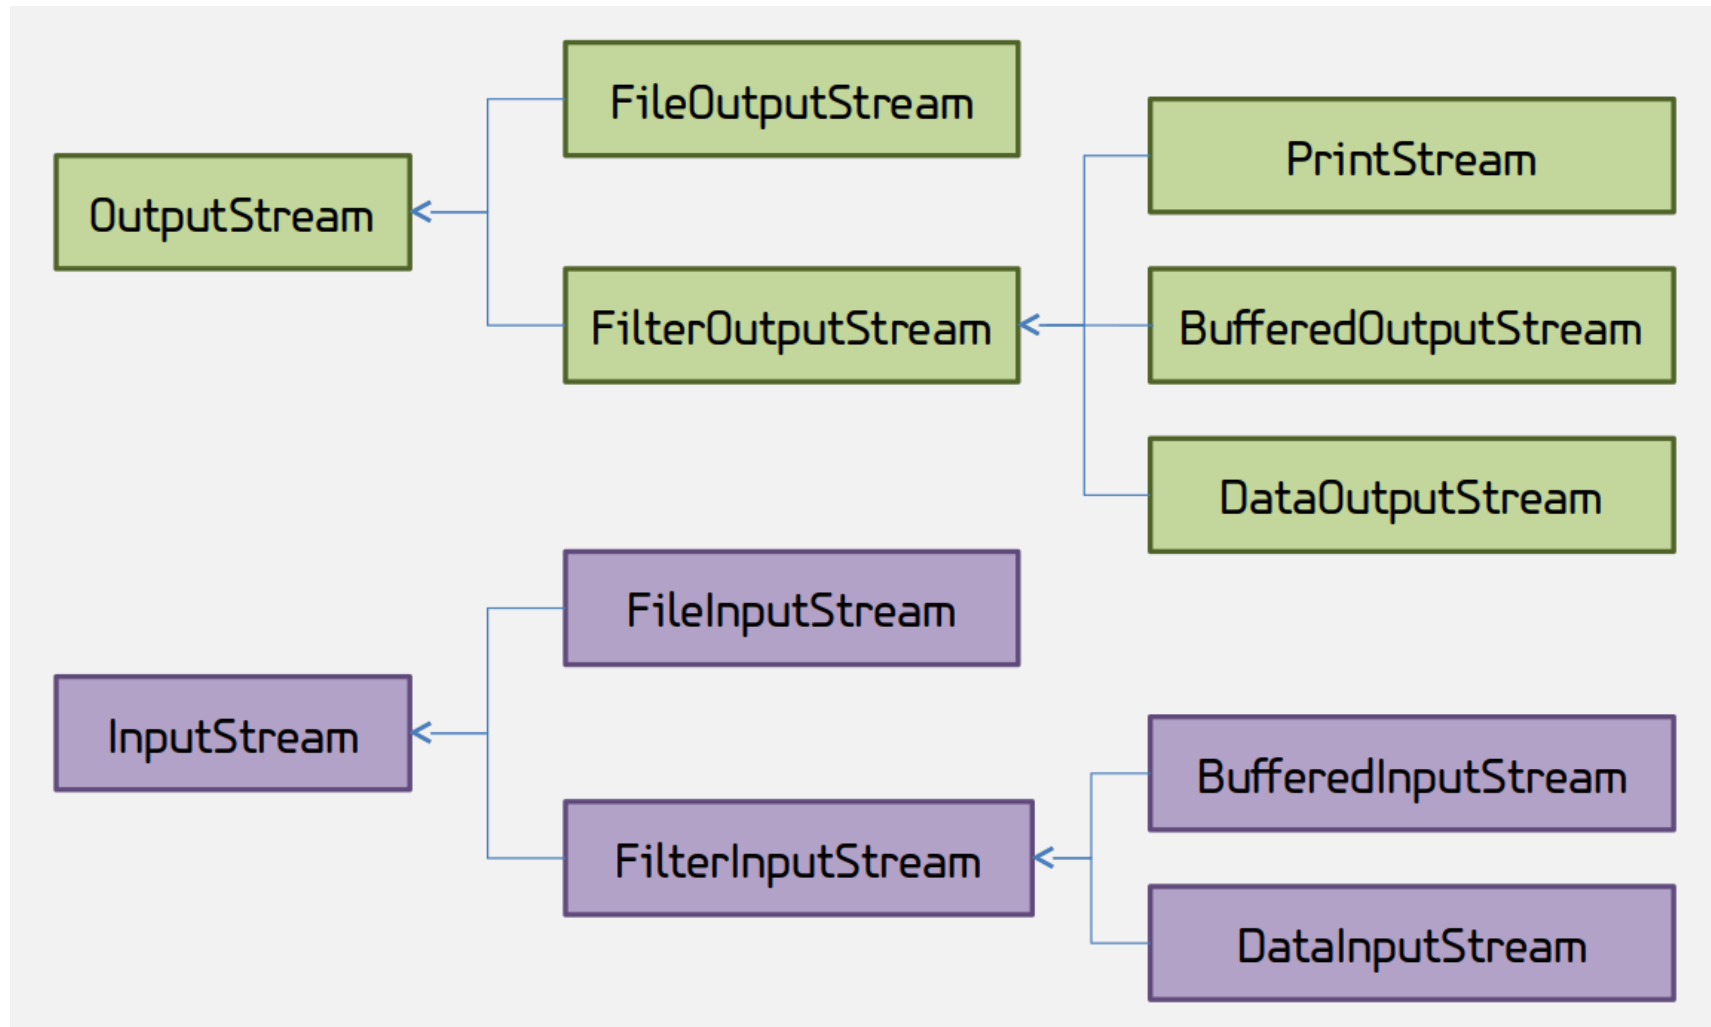 FileOutputStream
PrintStream
OutputStream
FilterOutputStream
BufferedOutputStream
DataOutputStream
FileInputStream
InputStream
BufferedInputStream
FilterInputStream
DataInputStream